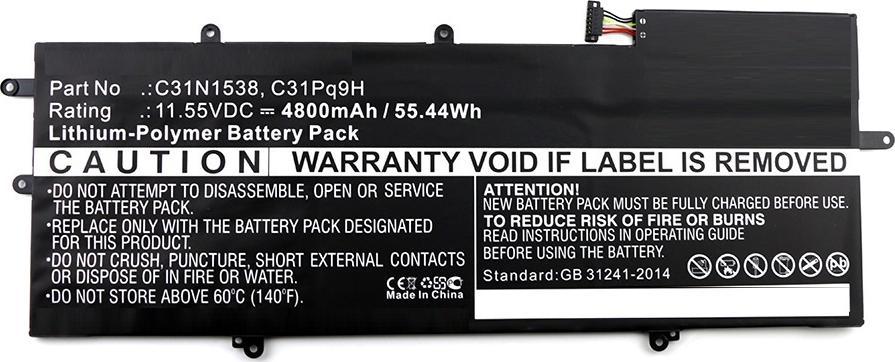 Part No .:C31N1538, C31Pq9H
Rating .:11.55VDC⎓ 4800mAh / 55.44Wh
Lithium-Polymer Battery Pack
CAUTION WARRANTY VOID IF LABEL IS REMOVED
•DO NOT ATTEMPT TO DISASSEMBLE, OPEN OR SERVICE
THE BATTERY PACK.
•REPLACE ONLY WITH THE BATTERY PACK DESIGNATED
FOR THIS PRODUCT.
•DO NOT CRUSH, PUNCTURE, SHORT EXTERNAL CONTACTS
OR DISPOSE OF IN FIRE OR WATER.
•DO NOT STORE ABOVE 60°C (140°F).
CE
Made In China
ATTENTION!
NEW BATTERY PACK MUST BE FULLY CHARGED BEFORE USE.
TO REDUCE RISK OF FIRE OR BURNS
READ INSTRUCTIONS IN OPERATING GUIDE
BEFORE USING THE BATTERY.
Standard:GB 31241-2014
Pb